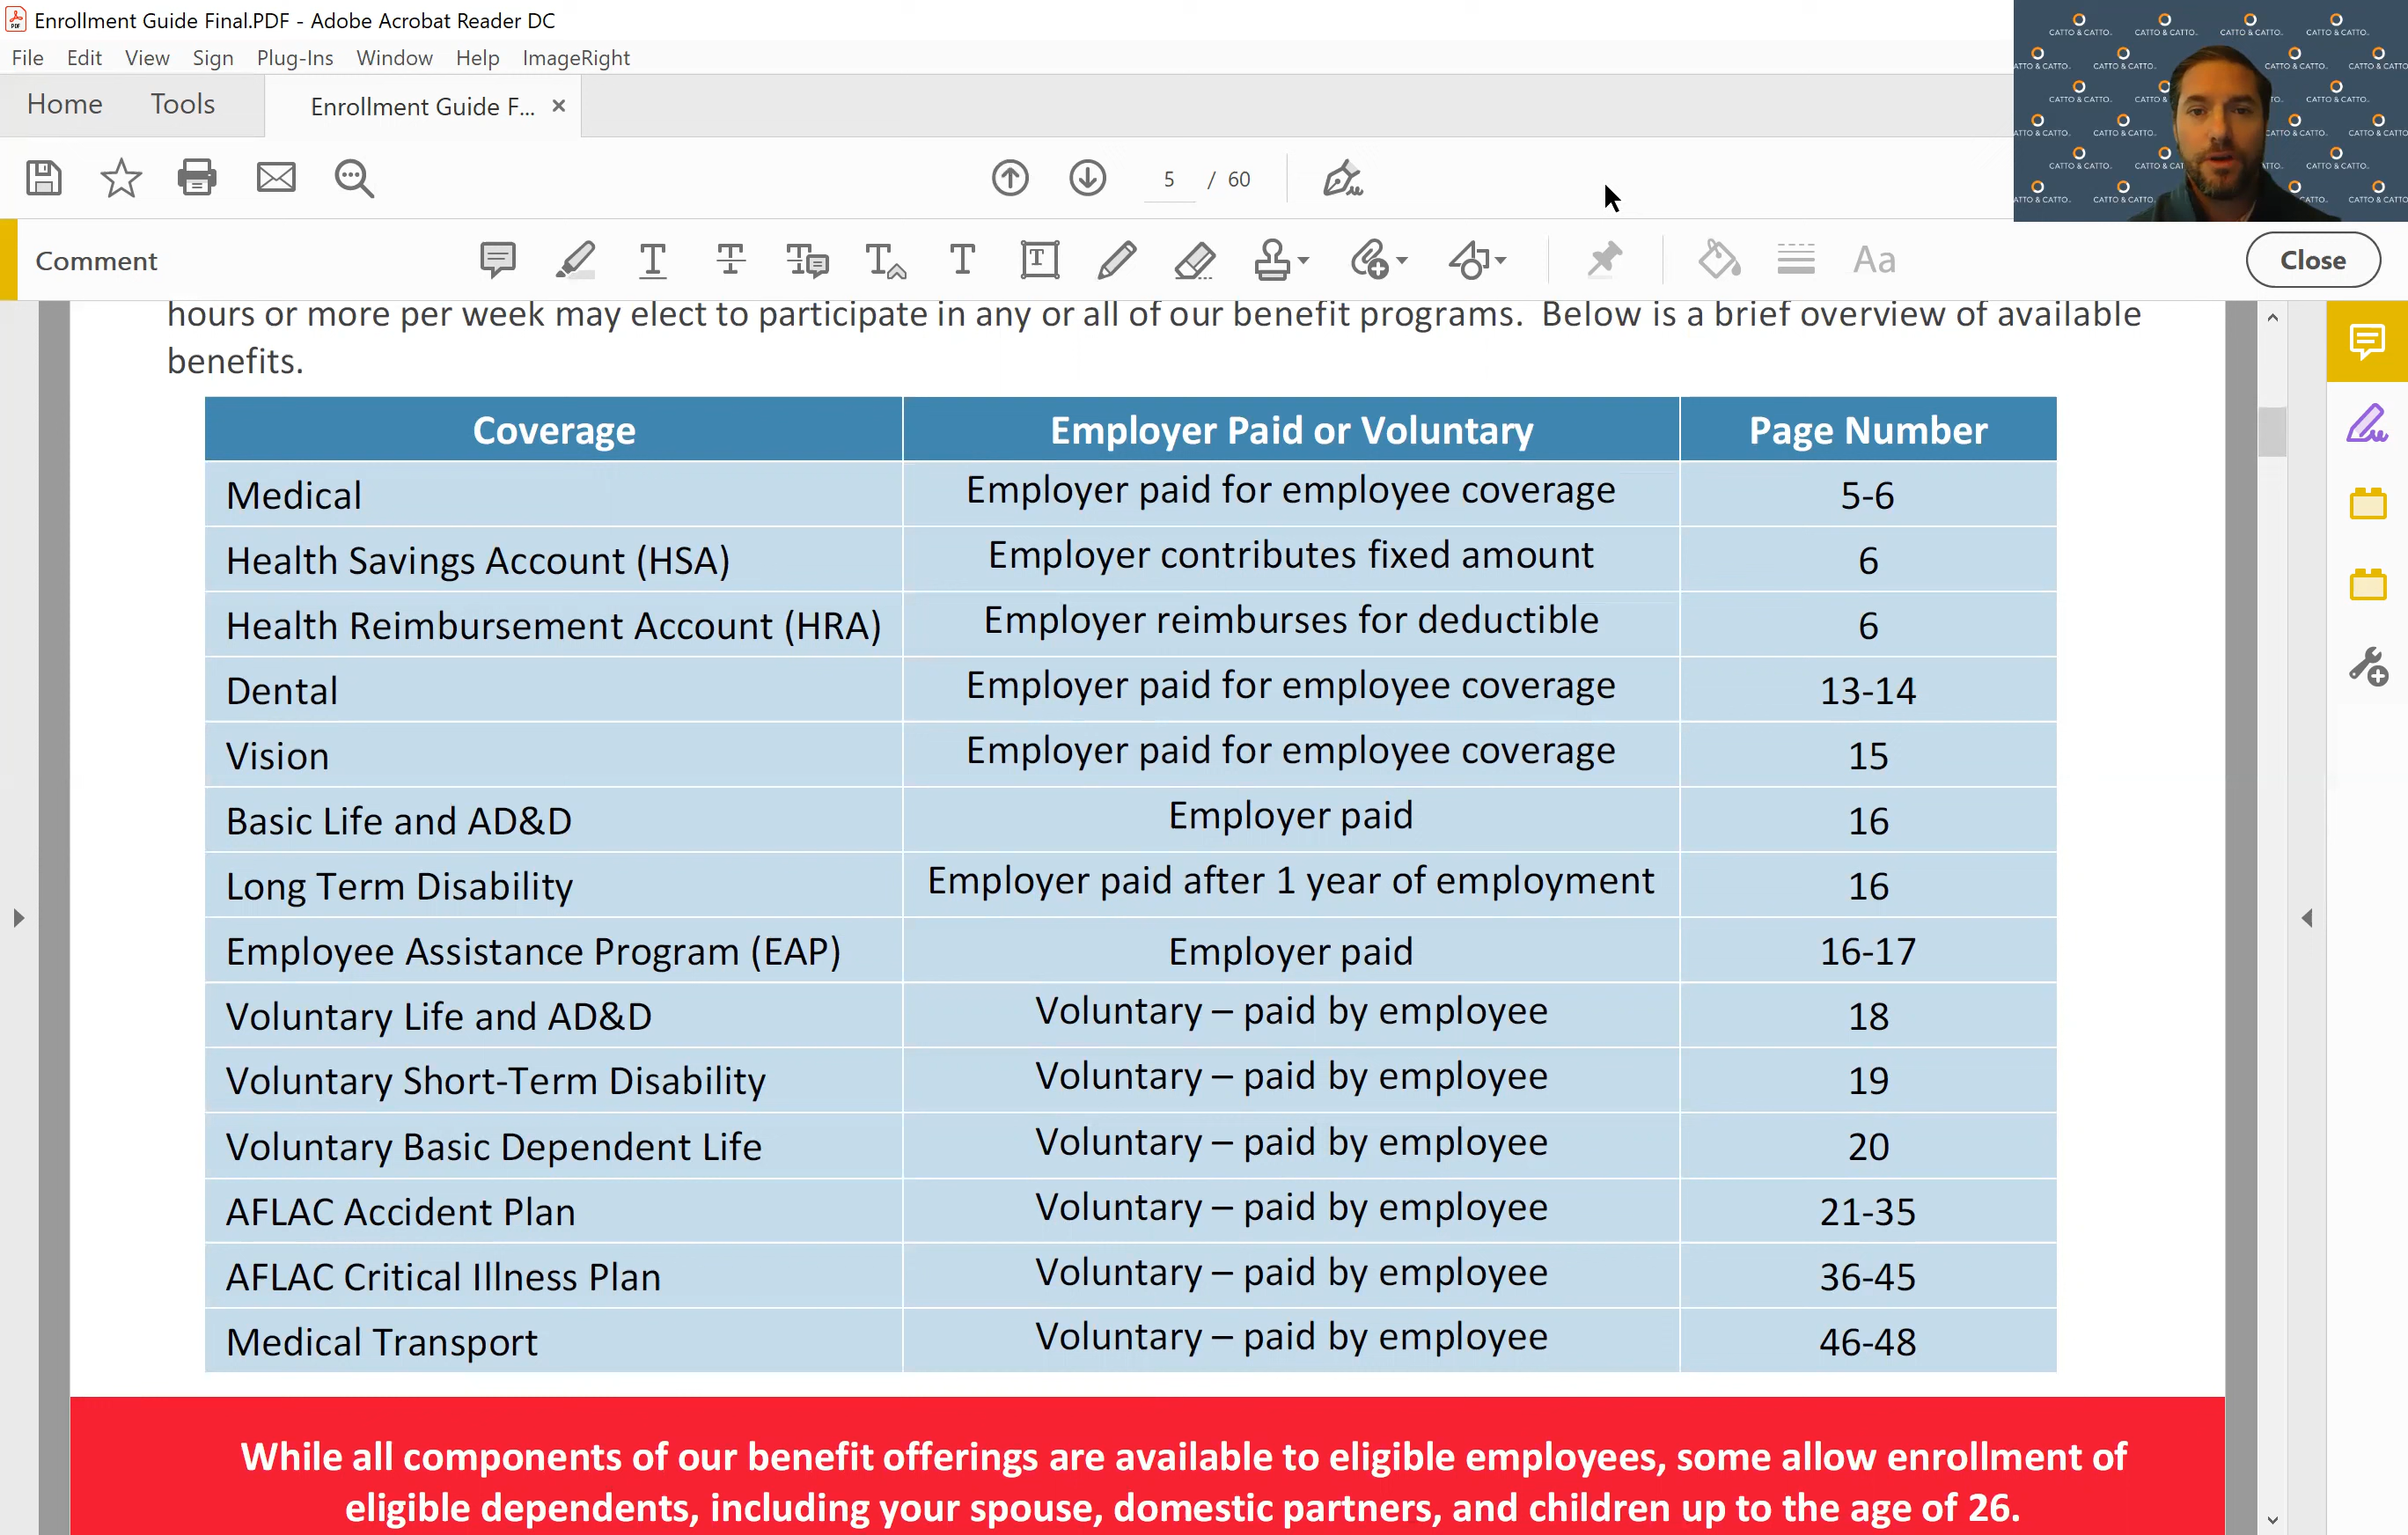 Enrollment Guide Final.PDF - Adobe Acrobat Reader DC
File Edit View Sign Plug-Ins Window Help ImageRight
Home Tools Enrollment Guide F... ×
5 / 60
Comment
Close
hours or more per week may elect to participate in any or all of our benefit programs. Below is a brief overview of available
benefits.
Coverage Employer Paid or Voluntary Page Number
Medical Employer paid for employee coverage 5-6
Health Savings Account (HSA) Employer contributes fixed amount 6
Health Reimbursement Account (HRA) Employer reimburses for deductible 6
Dental Employer paid for employee coverage 13-14
Vision Employer paid for employee coverage 15
Basic Life and AD&D Employer paid 16
Long Term Disability Employer paid after 1 year of employment 16
Employee Assistance Program (EAP) Employer paid 16-17
Voluntary Life and AD&D Voluntary – paid by employee 18
Voluntary Short-Term Disability Voluntary – paid by employee 19
Voluntary Basic Dependent Life Voluntary – paid by employee 20
AFLAC Accident Plan Voluntary – paid by employee 21-35
AFLAC Critical Illness Plan Voluntary – paid by employee 36-45
Medical Transport Voluntary – paid by employee 46-48
While all components of our benefit offerings are available to eligible employees, some allow enrollment of
eligible dependents, including your spouse, domestic partners, and children up to the age of 26.
CATTO & CATTO CATTO & CATTO CATTO & CATTO CATTO & CATTO